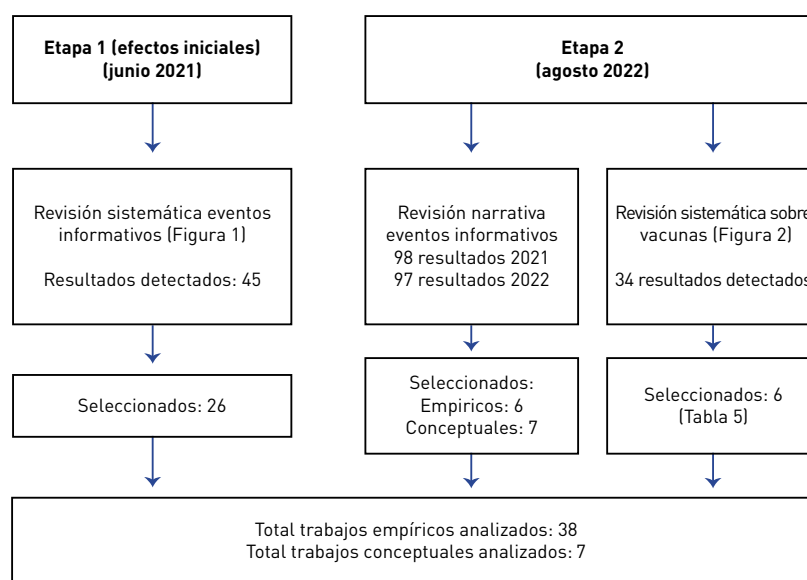 Etapa 1 (efectos iniciales)
(junio 2021)
Etapa 2
(agosto 2022)
Revisión sistemática eventos
informativos (Figura 1)
Resultados detectados: 45
Revisión narrativa
eventos informativos
98 resultados 2021
97 resultados 2022
Revisión sistemática sobre
vacunas (Figura 2)
34 resultados detectados
Seleccionados: 26
Seleccionados:
Empiricos: 6
Conceptuales: 7
Seleccionados: 6
(Tabla 5)
Total trabajos empíricos analizados: 38
Total trabajos conceptuales analizados: 7